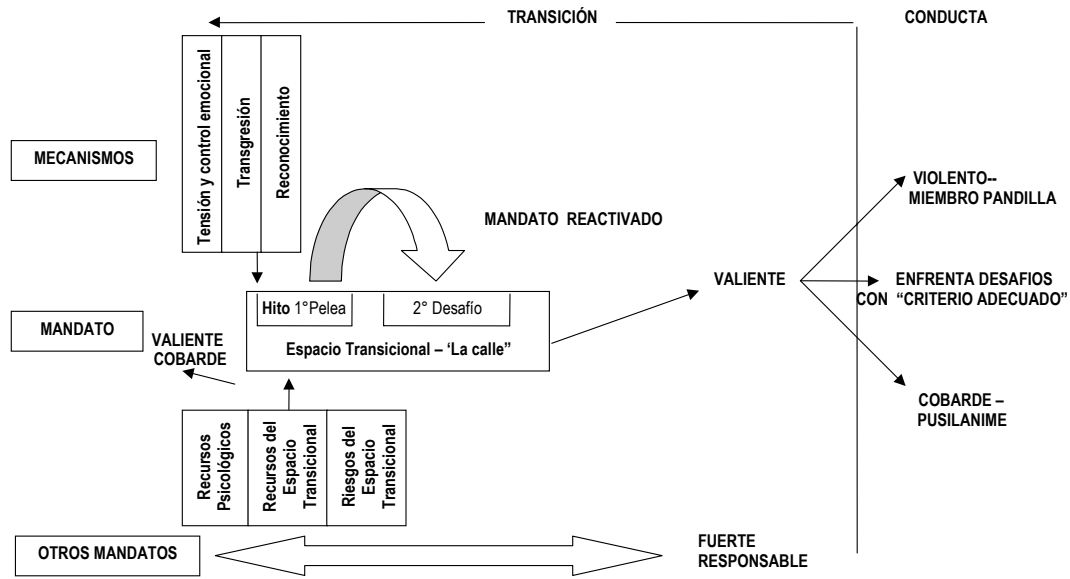 TRANSICIÓN
CONDUCTA
Tensión y control emocional
Transgresión
Reconocimiento
MECANISMOS
MANDATO REACTIVADO
VIOLENTO--
MIEMBRO PANDILLA
VALIENTE
ENFRENTA DESAFIOS
CON “CRITERIO ADECUADO”
Hito 1°Pelea
2° Desafío
MANDATO
VALIENTE
COBARDE
Espacio Transicional – ‘La calle”
COBARDE –
PUSILANIME
Recursos
Psicológicos
Recursos del
Espacio
Transicional
Riesgos del
Espacio
Transicional
OTROS MANDATOS
FUERTE
RESPONSABLE